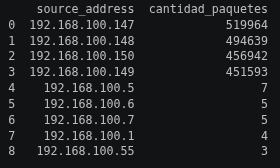 source_address cantidad_paquetes
0 192.168.100.147 519964
1 192.168.100.148 494639
2 192.168.100.150 456942
3 192.168.100.149 451593
4 192.168.100.5 7
5 192.168.100.6 5
6 192.168.100.7 5
7 192.168.100.1 4
8 192.168.100.55 3